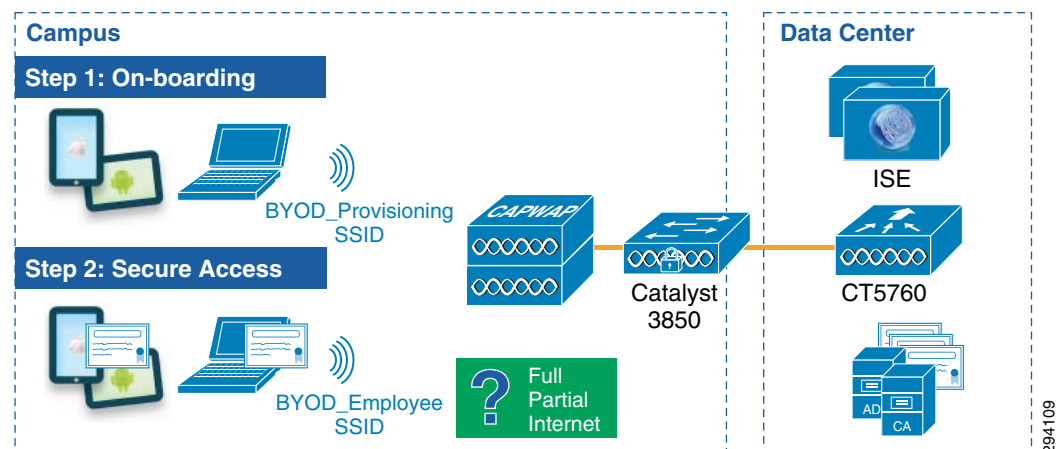 Campus
Step 1: On-boarding
BYOD_Provisioning
SSID
Step 2: Secure Access
BYOD_Employee
SSID
CAPWAP
Catalyst
3850
?
Full
Partial
Internet
Data Center
ISE
CT5760
AD
CA
294109